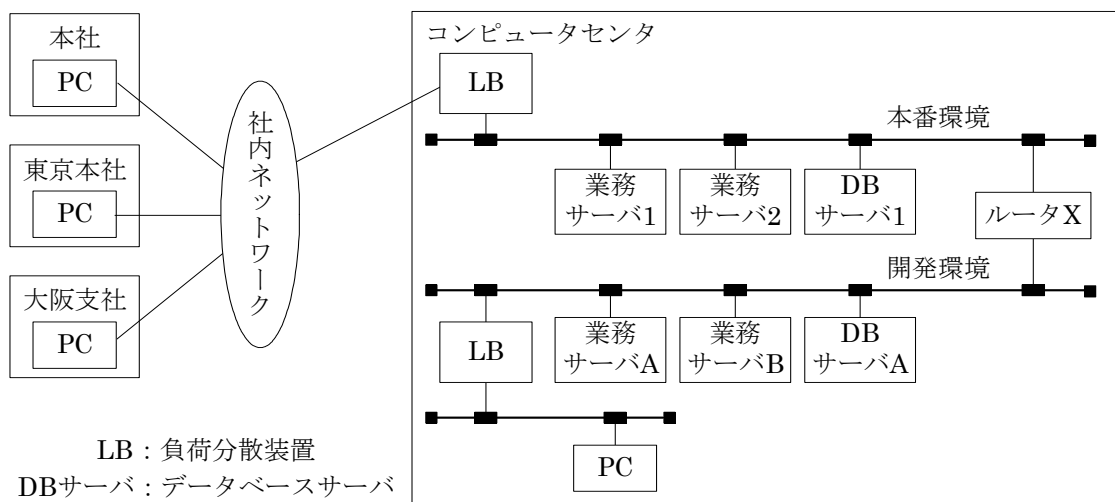 本社
PC
東京本社
PC
大阪支社
PC
社内ネットワーク
コンピュータセンタ
LB
本番環境
業務
サーバ1
業務
サーバ2
DB
サーバ1
ルータX
開発環境
LB
業務
サーバA
業務
サーバB
DB
サーバA
PC
LB：負荷分散装置
DBサーバ：データベースサーバ